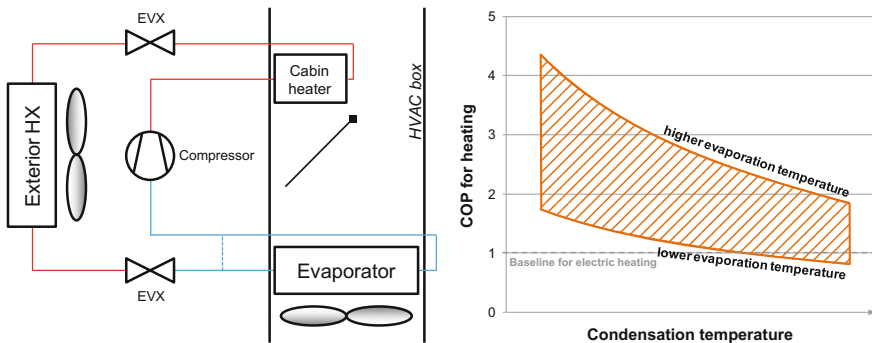 EVX
Cabin
heater
HVAC box
Exterior HX
Compressor
Evaporator
EVX
5
4
3
2
1
0
COP for heating
higher evaporation temperature
Baseline for electric heating
lower evaporation temperature
Condensation temperature